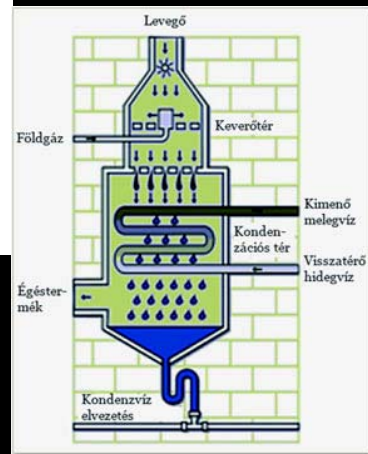 Levegő
Keverőtér
Földgáz
Kimenő
melegvíz
Konden-
zációs tér
Visszatérő
hidegvíz
Égéster-
mék
Kondenzvíz
elvezetés